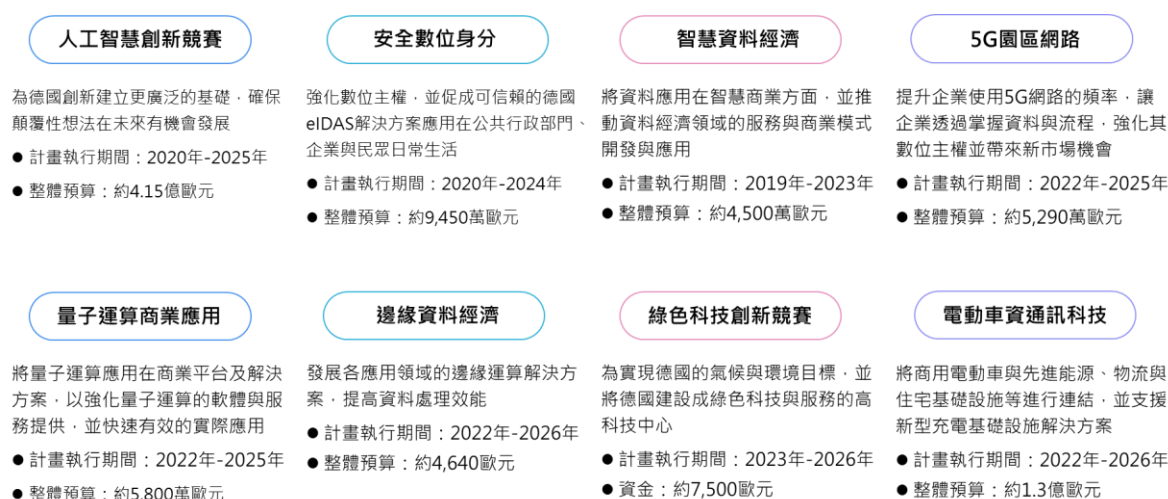 人工智慧創新競賽
為德國創新建立更廣泛的基礎，確保
顛覆性想法在未來有機會發展
● 計畫執行期間：2020年-2025年
● 整體預算：約4.15億歐元
安全數位身分
強化數位主權，並促成可信賴的德國
eIDAS解決方案應用在公共行政部門、
企業與民眾日常生活
● 計畫執行期間：2020年-2024年
● 整體預算：約9,450萬歐元
智慧資料經濟
將資料應用在智慧商業方面，並推
動資料經濟領域的服務與商業模式
開發與應用
● 計畫執行期間：2019年-2023年
● 整體預算：約4,500萬歐元
5G園區網路
提升企業使用5G網路的頻率，讓
企業透過掌握資料與流程，強化其
數位主權並帶來新市場機會
● 計畫執行期間：2022年-2025年
● 整體預算：約5,290萬歐元
量子運算商業應用
將量子運算應用在商業平台及解決
方案，以強化量子運算的軟體與服
務提供，並快速有效的實際應用
● 計畫執行期間：2022年-2025年
● 整體預算：約5,800萬歐元
邊緣資料經濟
發展各應用領域的邊緣運算解決方
案，提高資料處理效能
● 計畫執行期間：2022年-2026年
● 整體預算：約4,640歐元
綠色科技創新競賽
為實現德國的氣候與環境目標，並
將德國建設成綠色科技與服務的高
科技中心
● 計畫執行期間：2023年-2026年
● 資金：約7,500歐元
電動車資通訊科技
將商用電動車與先進能源、物流與
住宅基礎設施等進行連結，並支援
新型充電基礎設施解決方案
● 計畫執行期間：2022年-2026年
● 整體預算：約1.3億歐元